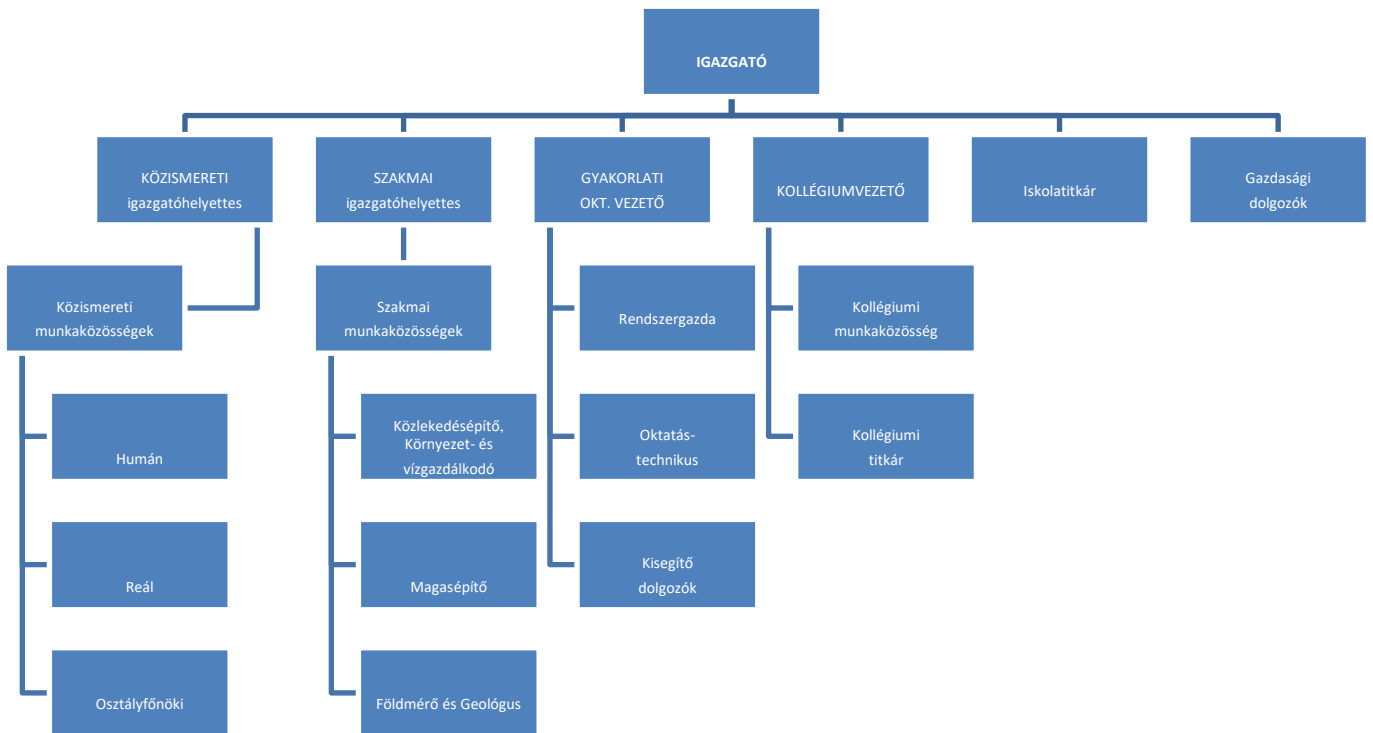 IGAZGATÓ
KÖZISMERETI
igazgatóhelyettes
SZAKMAI
igazgatóhelyettes
GYAKORLATI
OKT. VEZETŐ
KOLLÉGIUMVEZETŐ
Iskolatitkár
Gazdasági
dolgozók
Közismereti
munkaközösségek
Szakmai
munkaközösségek
Rendszergazda
Kollégiumi
munkaközösség
Humán
Közlekedésépítő,
Környezet- és
vízgazdálkodó
Oktatás-
technikus
Kollégiumi
titkár
Reál
Magasépítő
Kisegítő
dolgozók
Osztályfőnöki
Földmérő és Geológus